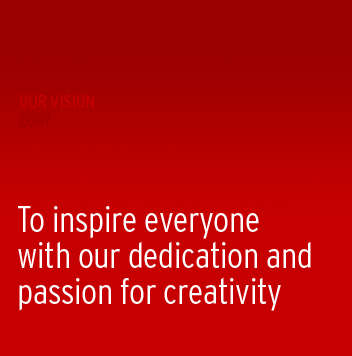 OUR VISION
To inspire everyone
with our dedication and
passion for creativity